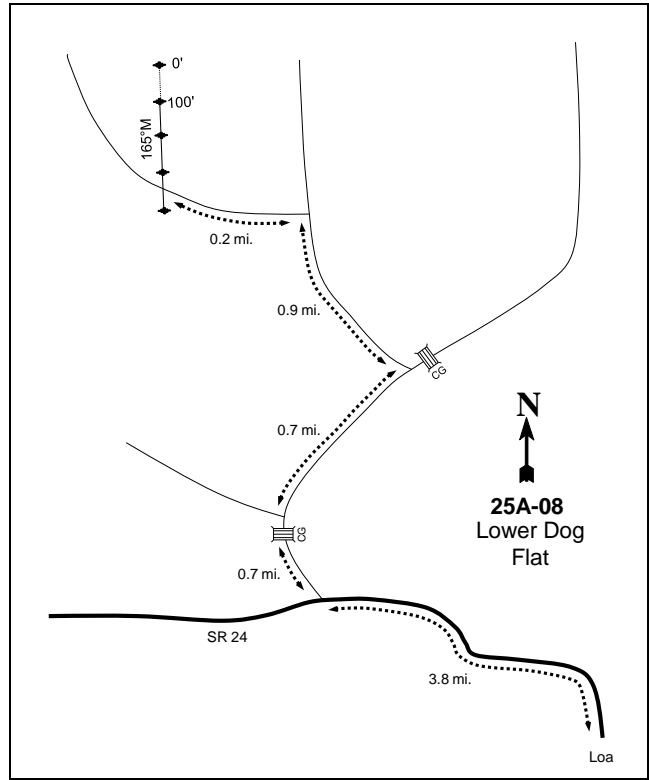 0'
100'
165°M
0.2 mi.
0.9 mi.
CG
N
0.7 mi.
25A-08
Lower Dog
Flat
CG
0.7 mi.
SR 24
3.8 mi.
Loa